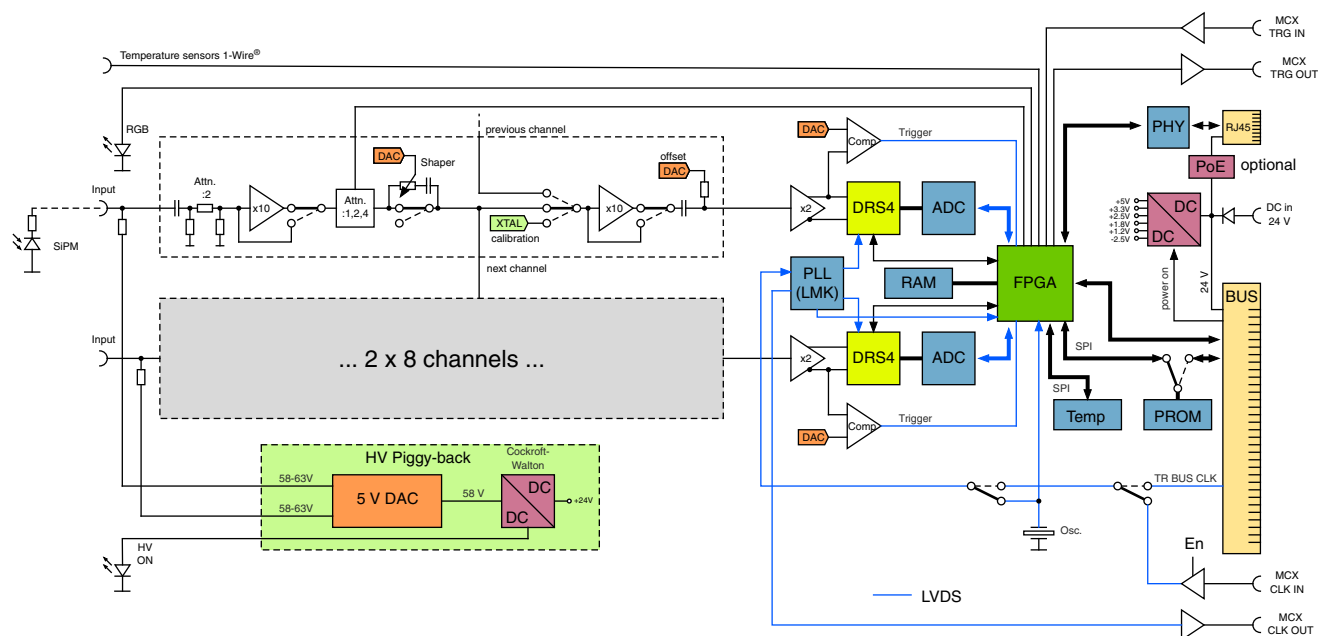 MCX
TRG IN
Temperature sensors 1-Wire®
MCX
TRG OUT
RGB
previous channel
DAC
Comp
Trigger
PHY
RJ45
PoE
optional
Input
Attn.
:2
x10
Attn.
:1,2,4
DAC
Shaper
XTAL
calibration
x10
offset
DAC
x2
DRS4
ADC
+5V
+3.3V
+2.5V
+1.8V
+1.2V
-2.5V
DC
DC
DC in
24 V
SiPM
next channel
PLL
(LMK)
RAM
FPGA
power on
24 V
BUS
Input
... 2 x 8 channels ...
x2
DRS4
ADC
SPI
SPI
Temp
PROM
DAC
Comp
Trigger
HV Piggy-back
Cockroft-
Walton
58-63V
58-63V
5 V DAC
58 V
DC
DC
+24V
TR BUS CLK
Osc.
HV
ON
En
MCX
CLK IN
LVDS
MCX
CLK OUT